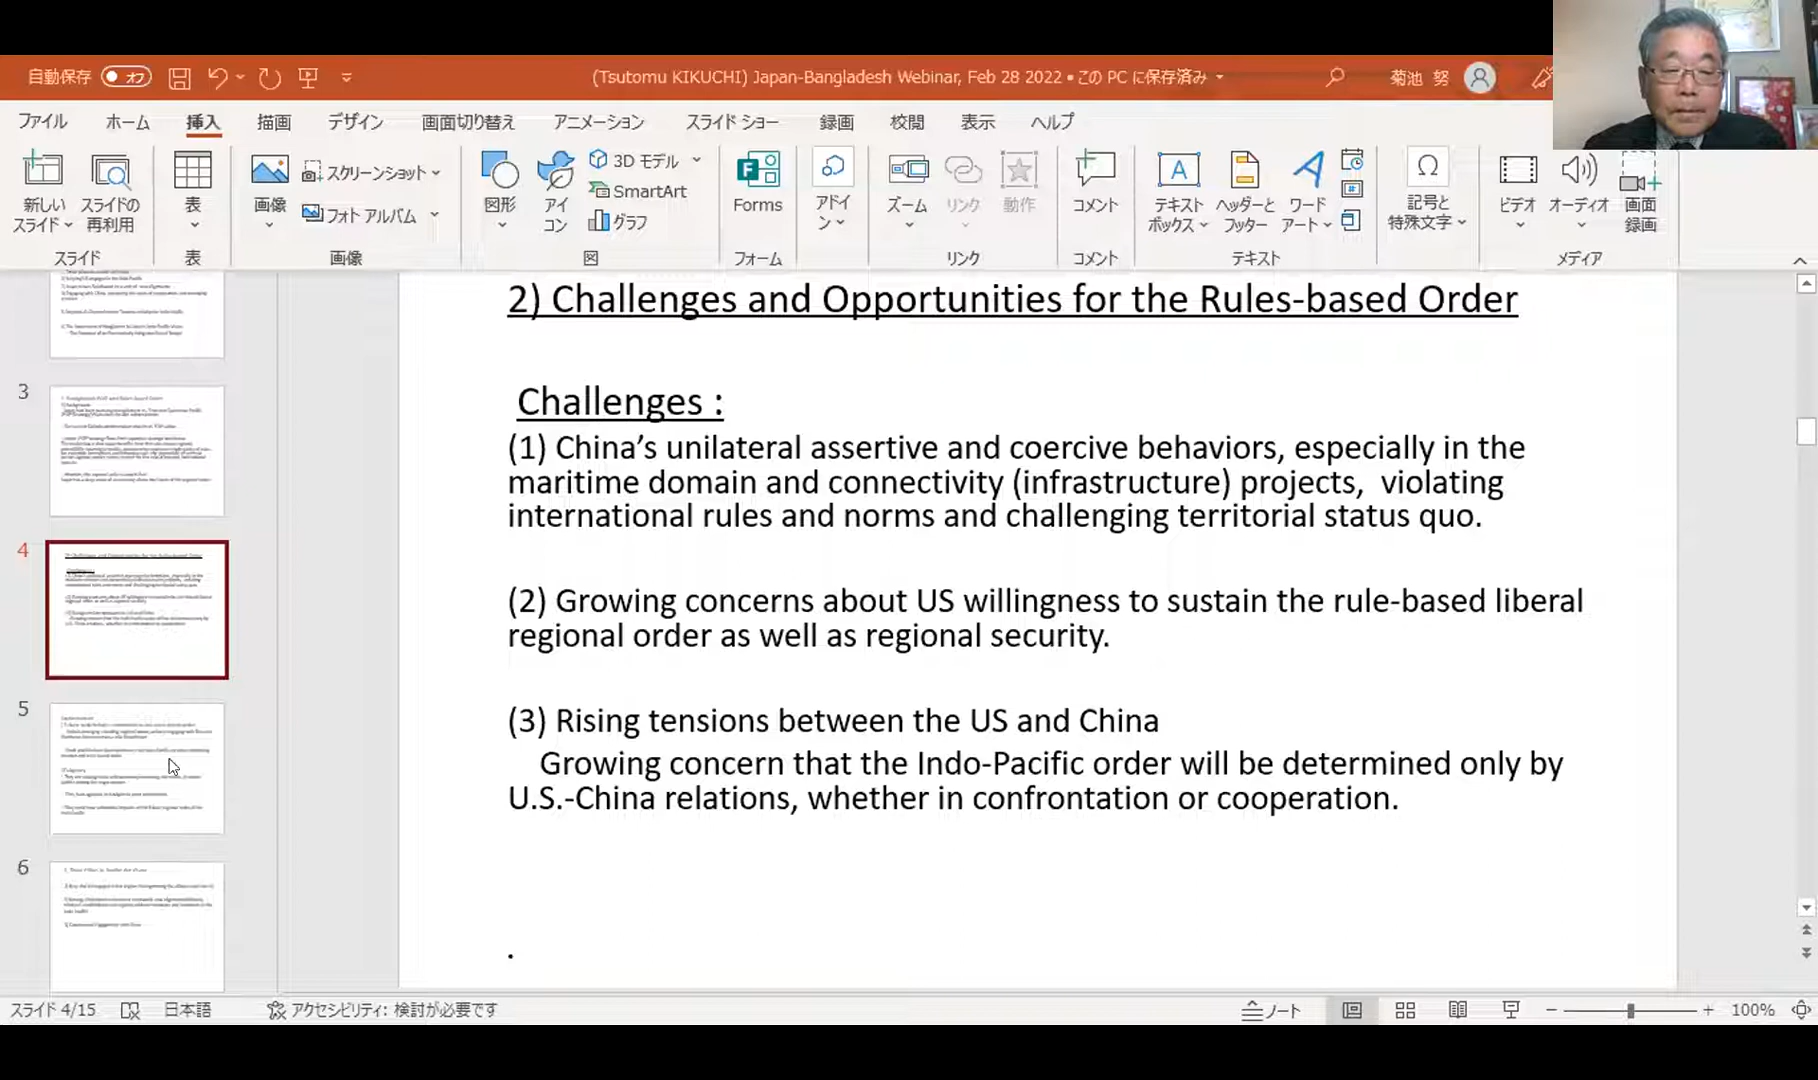 自動保存 オフ
(Tsutomu KIKUCHI) Japan-Bangladesh Webinar, Feb 28 2022 • この PC に保存済み
菊池 努
ファイル ホーム 挿入 描画 デザイン 画面切り替え アニメーション スライド ショー 録画 校閲 表示 ヘルプ
新しい
スライド
スライドの
再利用
スライド
表
表
画像
スクリーンショット
フォト アルバム
画像
図形
アイ
コン
3D モデル
SmartArt
グラフ
図
Forms
フォーム
アドイ
ン
ズーム
リンク
動作
リンク
コメント
コメント
テキスト
ボックス
ヘッダーと
フッター
ワード
アート
テキスト
記号と
特殊文字
ビデオ
オーディオ
画面
録画
メディア
3
4
5
6
2) Challenges and Opportunities for the Rules-based Order
Challenges :
(1) China’s unilateral assertive and coercive behaviors, especially in the
maritime domain and connectivity (infrastructure) projects, violating
international rules and norms and challenging territorial status quo.
(2) Growing concerns about US willingness to sustain the rule-based liberal
regional order as well as regional security.
(3) Rising tensions between the US and China
Growing concern that the Indo-Pacific order will be determined only by
U.S.-China relations, whether in confrontation or cooperation.
.
スライド 4/15 日本語 アクセシビリティ: 検討が必要です ノート 100%